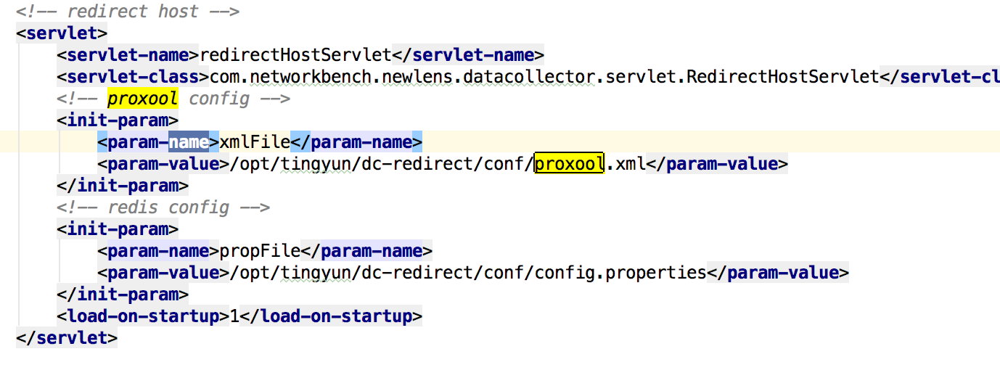 <!-- redirect host -->
<servlet>
<servlet-name>redirectHostServlet</servlet-name>
<servlet-class>com.networkbench.newlens.datacollector.servlet.RedirectHostServlet</servlet-cl
<!-- proxool config -->
<init-param>
<param-name>xmlFile</param-name>
<param-value>/opt/tingyun/dc-redirect/conf/proxool.xml</param-value>
</init-param>
<!-- redis config -->
<init-param>
<param-name>propFile</param-name>
<param-value>/opt/tingyun/dc-redirect/conf/config.properties</param-value>
</init-param>
<load-on-startup>1</load-on-startup>
</servlet>